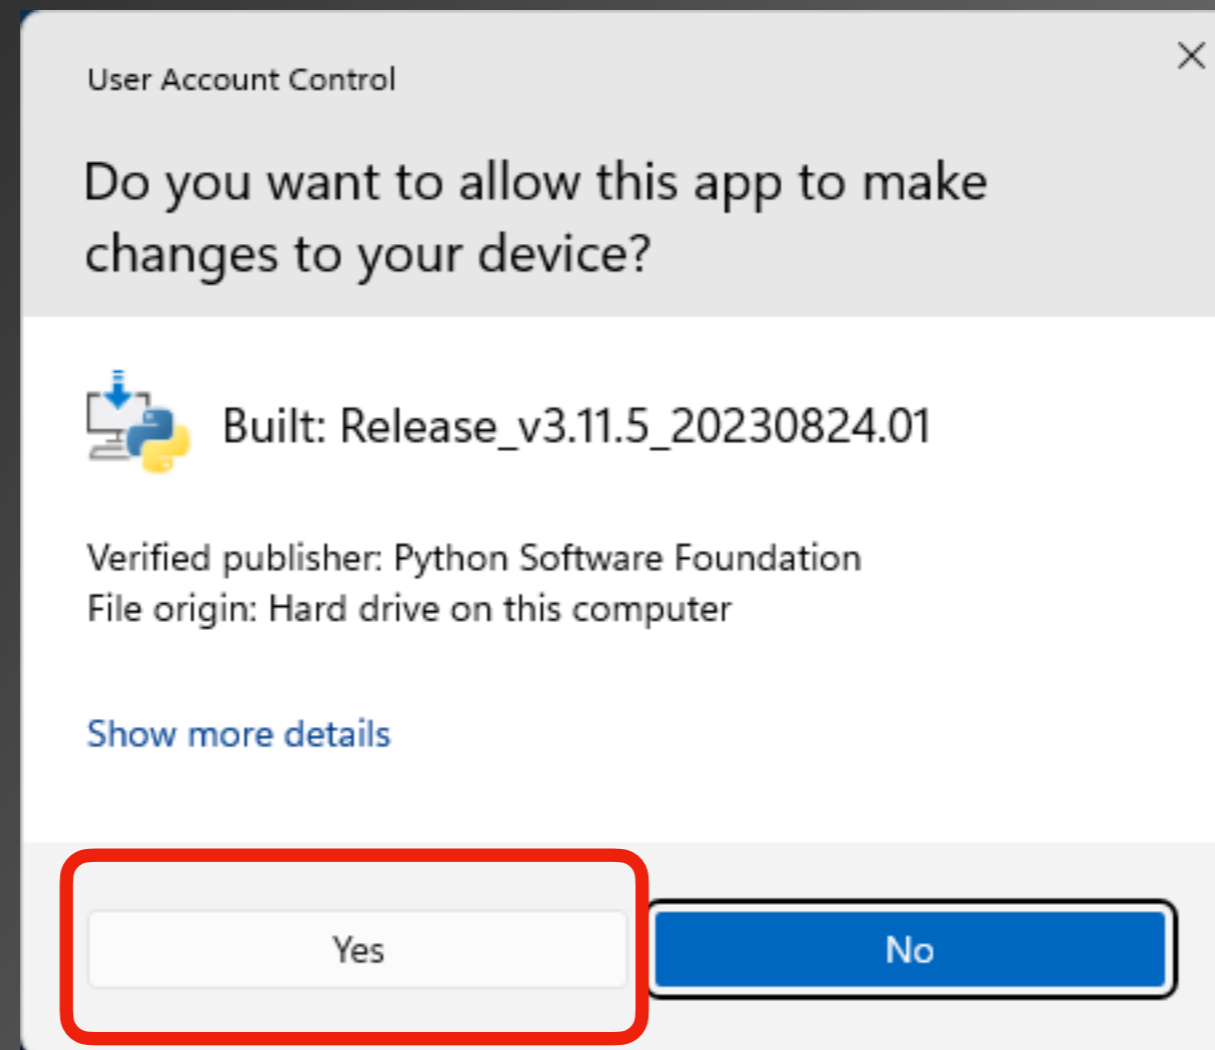 User Account Control
Do you want to allow this app to make
changes to your device?
Built: Release_v3.11.5_20230824.01
Verified publisher: Python Software Foundation
File origin: Hard drive on this computer
Show more details
Yes
No